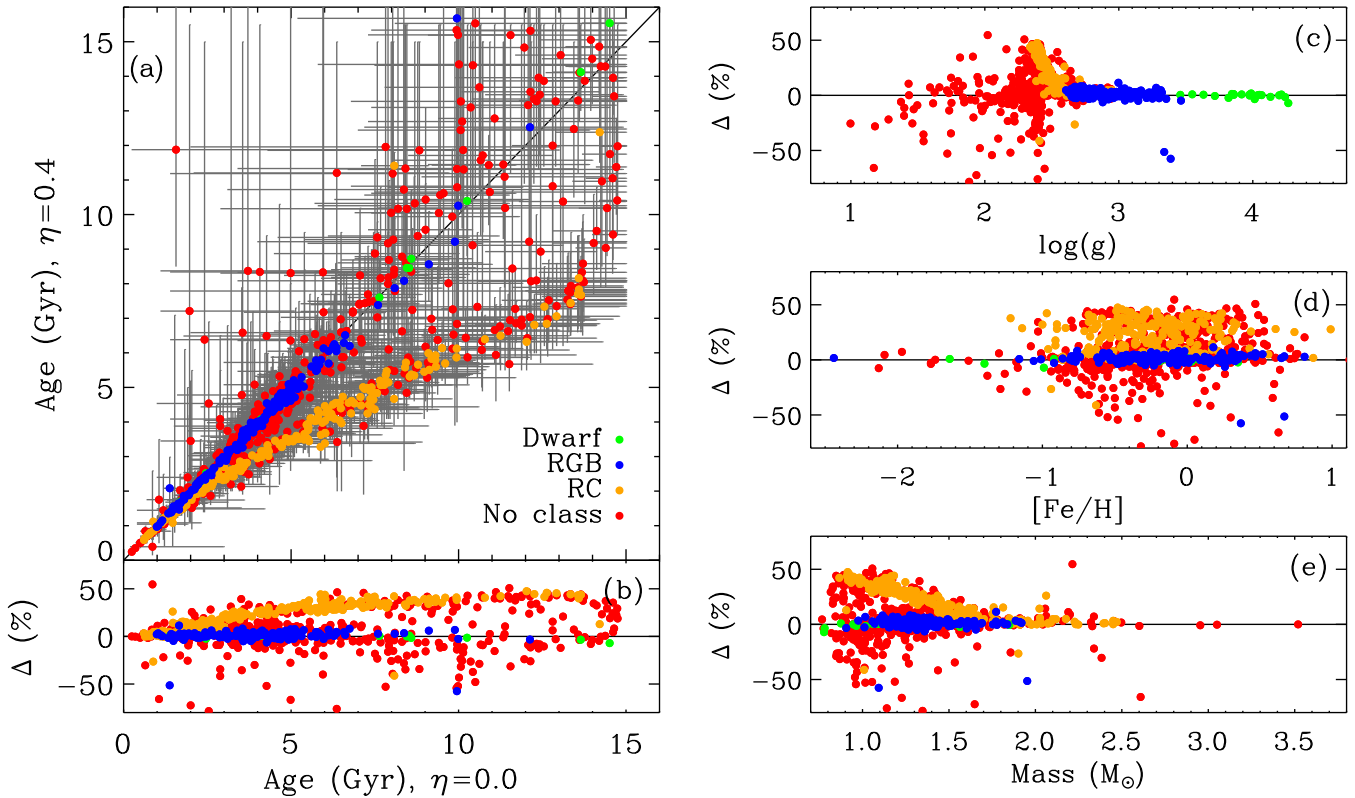 (a)
15
10
5
0
Age (Gyr), η=0.4
Dwarf
RGB
RC
No class
(b)
50
0
−50
Δ (%)
0 5 10 15
Age (Gyr), η=0.0
(c)
50
0
−50
Δ (%)
1 2 3 4
log(g)
(d)
50
0
−50
Δ (%)
−2 −1 0 1
[Fe/H]
(e)
50
0
−50
Δ (%)
1.0 1.5 2.0 2.5 3.0 3.5
Mass (M⊙)